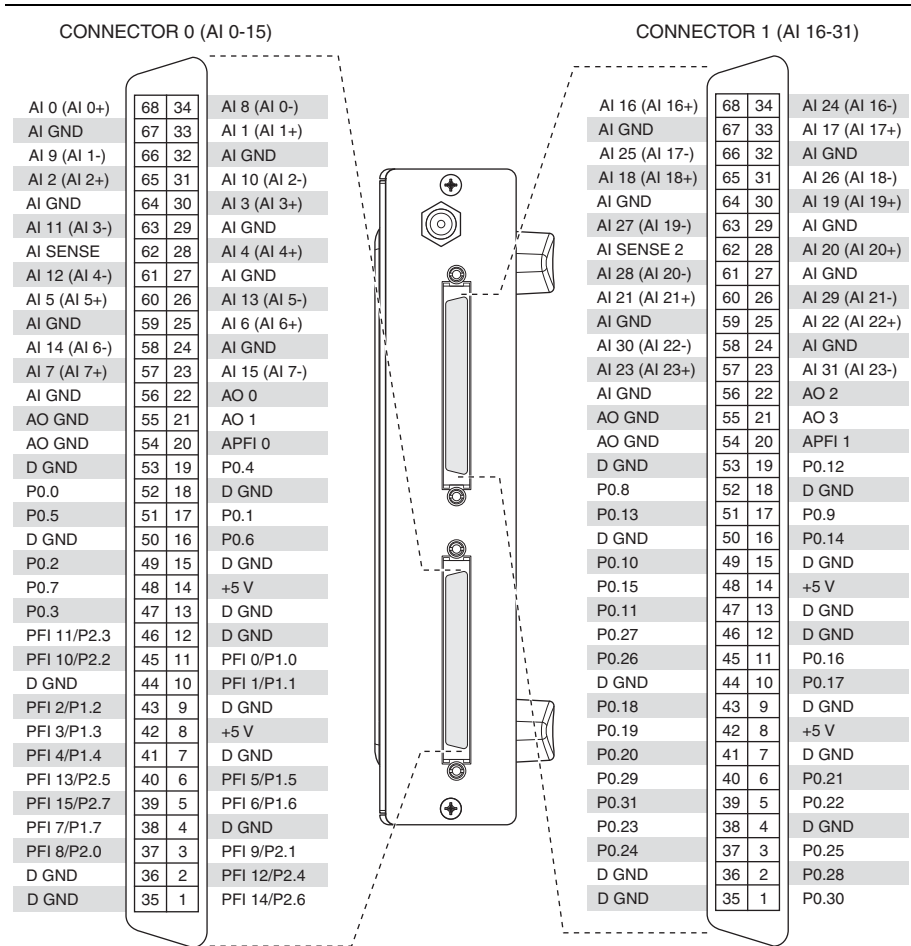 CONNECTOR 0 (AI 0-15)
AI 0 (AI 0+) 68 34 AI 8 (AI 0-)
AI GND 67 33 AI 1 (AI 1+)
AI 9 (AI 1-) 66 32 AI GND
AI 2 (AI 2+) 65 31 AI 10 (AI 2-)
AI GND 64 30 AI 3 (AI 3+)
AI 11 (AI 3-) 63 29 AI GND
AI SENSE 62 28 AI 4 (AI 4+)
AI 12 (AI 4-) 61 27 AI GND
AI 5 (AI 5+) 60 26 AI 13 (AI 5-)
AI GND 59 25 AI 6 (AI 6+)
AI 14 (AI 6-) 58 24 AI GND
AI 7 (AI 7+) 57 23 AI 15 (AI 7-)
AI GND 56 22 AO 0
AO GND 55 21 AO 1
AO GND 54 20 APFI 0
D GND 53 19 P0.4
P0.0 52 18 D GND
P0.5 51 17 P0.1
D GND 50 16 P0.6
P0.2 49 15 D GND
P0.7 48 14 +5 V
P0.3 47 13 D GND
PFI 11/P2.3 46 12 D GND
PFI 10/P2.2 45 11 PFI 0/P1.0
D GND 44 10 PFI 1/P1.1
PFI 2/P1.2 43 9 D GND
PFI 3/P1.3 42 8 +5 V
PFI 4/P1.4 41 7 D GND
PFI 13/P2.5 40 6 PFI 5/P1.5
PFI 15/P2.7 39 5 PFI 6/P1.6
PFI 7/P1.7 38 4 D GND
PFI 8/P2.0 37 3 PFI 9/P2.1
D GND 36 2 PFI 12/P2.4
D GND 35 1 PFI 14/P2.6
CONNECTOR 1 (AI 16-31)
AI 16 (AI 16+) 68 34 AI 24 (AI 16-)
AI GND 67 33 AI 17 (AI 17+)
AI 25 (AI 17-) 66 32 AI GND
AI 18 (AI 18+) 65 31 AI 26 (AI 18-)
AI GND 64 30 AI 19 (AI 19+)
AI 27 (AI 19-) 63 29 AI GND
AI SENSE 2 62 28 AI 20 (AI 20+)
AI 28 (AI 20-) 61 27 AI GND
AI 21 (AI 21+) 60 26 AI 29 (AI 21-)
AI GND 59 25 AI 22 (AI 22+)
AI 30 (AI 22-) 58 24 AI GND
AI 23 (AI 23+) 57 23 AI 31 (AI 23-)
AI GND 56 22 AO 2
AO GND 55 21 AO 3
AO GND 54 20 APFI 1
D GND 53 19 P0.12
P0.8 52 18 D GND
P0.13 51 17 P0.9
D GND 50 16 P0.14
P0.10 49 15 D GND
P0.15 48 14 +5 V
P0.11 47 13 D GND
P0.27 46 12 D GND
P0.26 45 11 P0.16
D GND 44 10 P0.17
P0.18 43 9 D GND
P0.19 42 8 +5 V
P0.20 41 7 D GND
P0.29 40 6 P0.21
P0.31 39 5 P0.22
P0.23 38 4 D GND
P0.24 37 3 P0.25
D GND 36 2 P0.28
D GND 35 1 P0.30